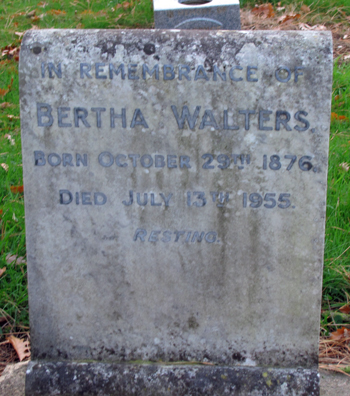 IN REMEMBRANCE OF
BERTHA WALTERS.
BORN OCTOBER 29TH 1876.
DIED JULY 13TH 1955.
RESTING.